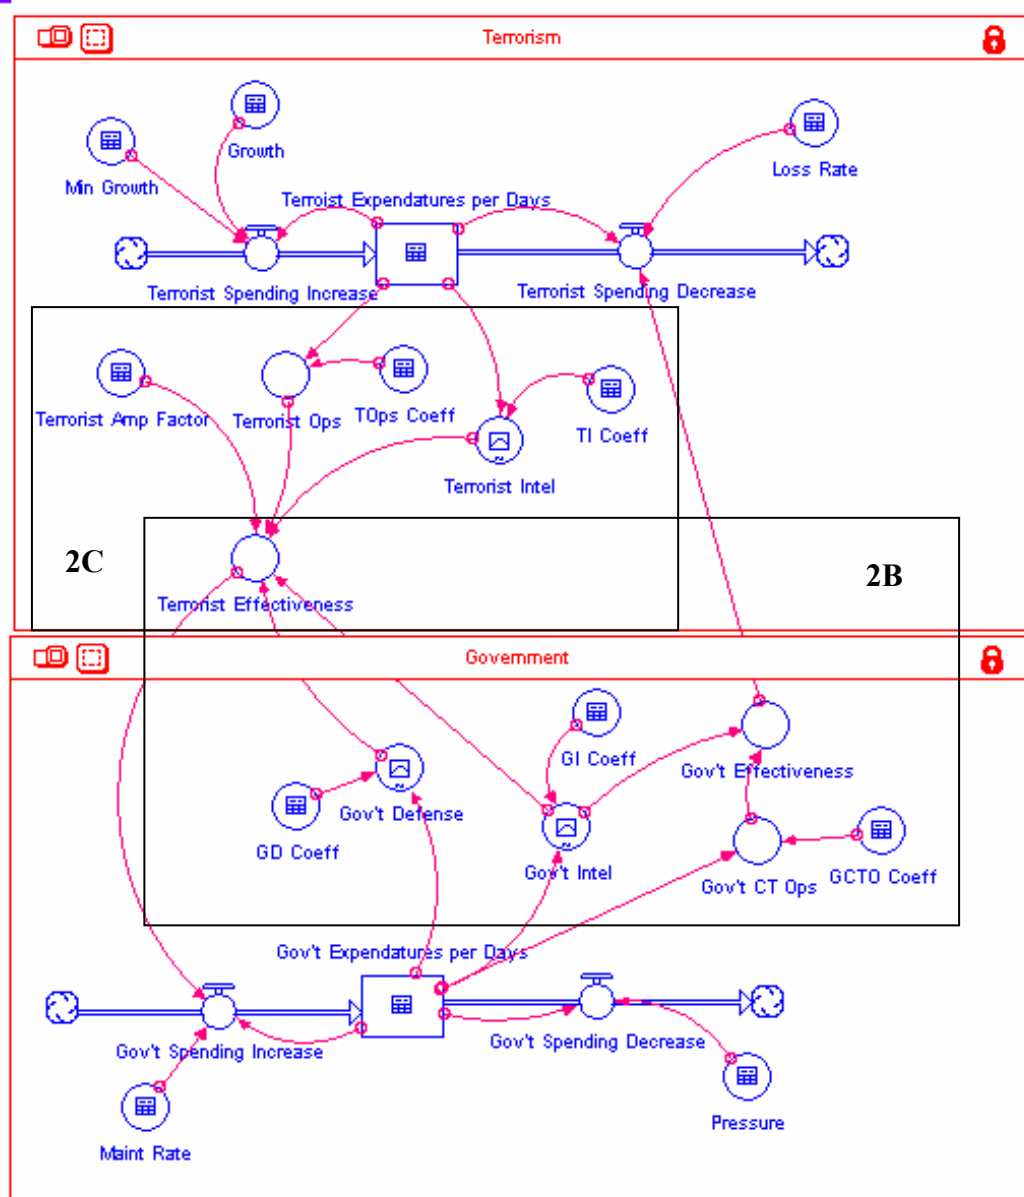 Terrorism
Growth
Min Growth
Loss Rate
Terroist Expendatures per Days
Terrorist Spending Increase
Terrorist Spending Decrease
Terrorist Amp Factor
Terrorist Ops
TOps Coeff
TI Coeff
Terrorist Intel
2C
2B
Terrorist Effectiveness
Government
GI Coeff
Gov't Effectiveness
Gov't Defense
GD Coeff
Gov't Intel
Gov't CT Ops
GCTO Coeff
Gov't Expendatures per Days
Gov't Spending Increase
Gov't Spending Decrease
Pressure
Maint Rate